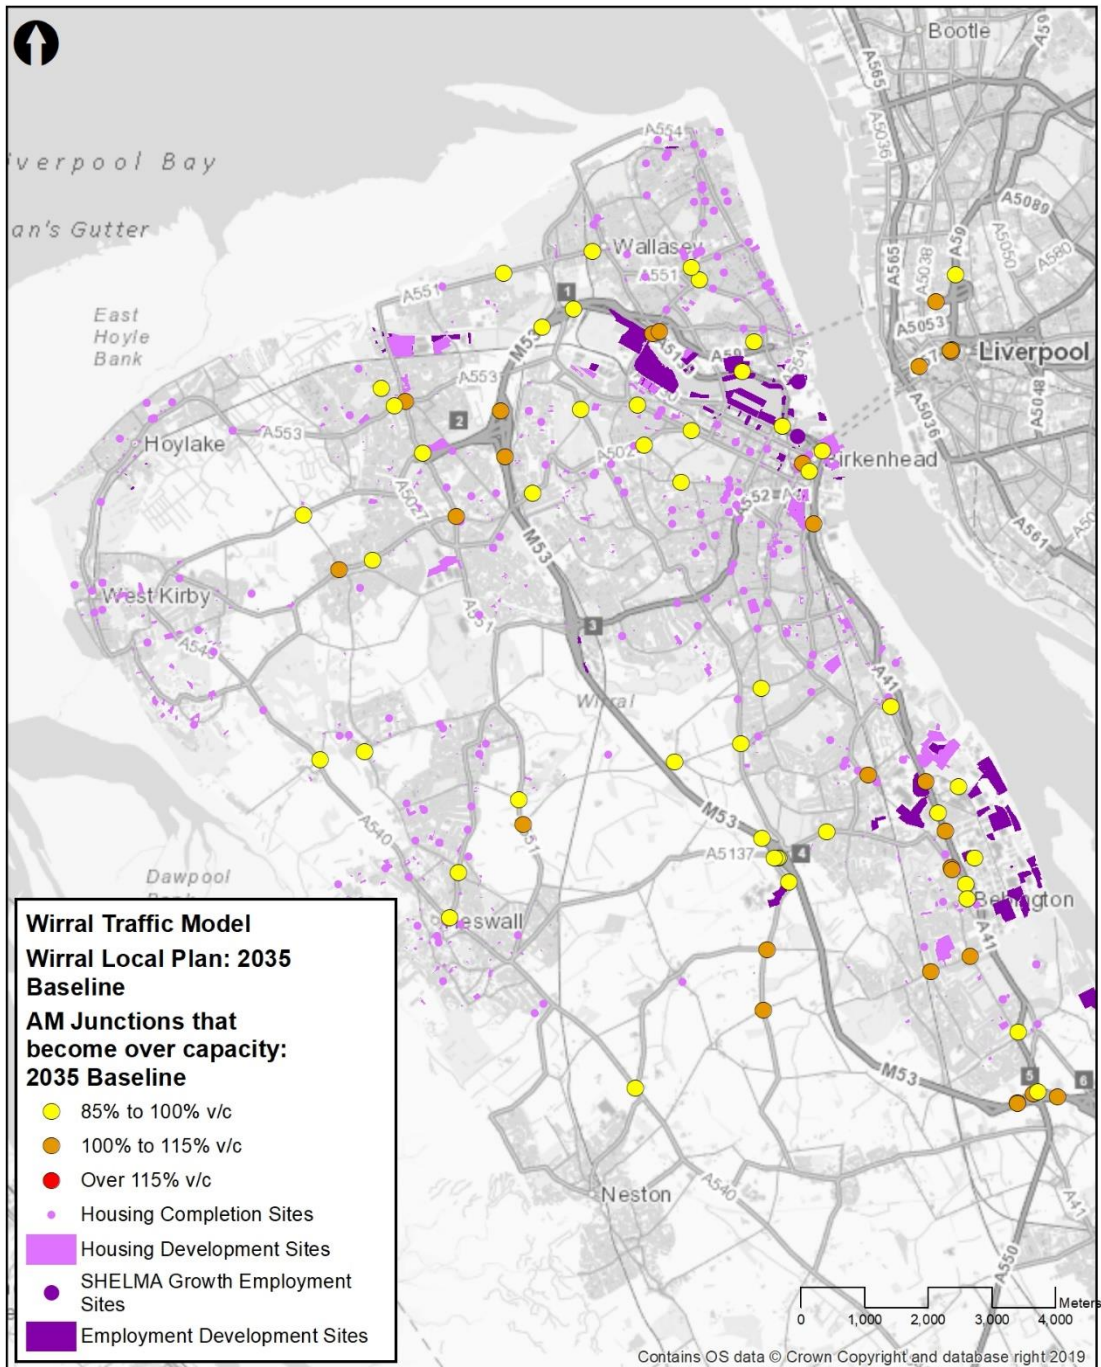 Bootle
A565
A59
A5036
A554
iverpool Bay
A5089
A565
A5038
A59
A5050
A580
an's Gutter
Wallasey
A551
A551
1
East
Hoyle
Bank
M53
A5053
A554
Liverpool
A5048
A553
A5036
2
Hoylake
A553
A502
irkenhead
A552
A5027
M53
A561
West Kirby
A551
3
A540
Wirral
A41
A540
M53
A5137
4
Dawpool
Bebington
eswall
A41
Wirral Traffic Model
Wirral Local Plan: 2035
Baseline
AM Junctions that
become over capacity:
2035 Baseline
85% to 100% v/c
100% to 115% v/c
Over 115% v/c
Housing Completion Sites
Housing Development Sites
SHELMA Growth Employment
Sites
Employment Development Sites
M53
5
6
Neston
A540
A41
A550
Meters
0 1,000 2,000 3,000 4,000
Contains OS data © Crown Copyright and database right 2019